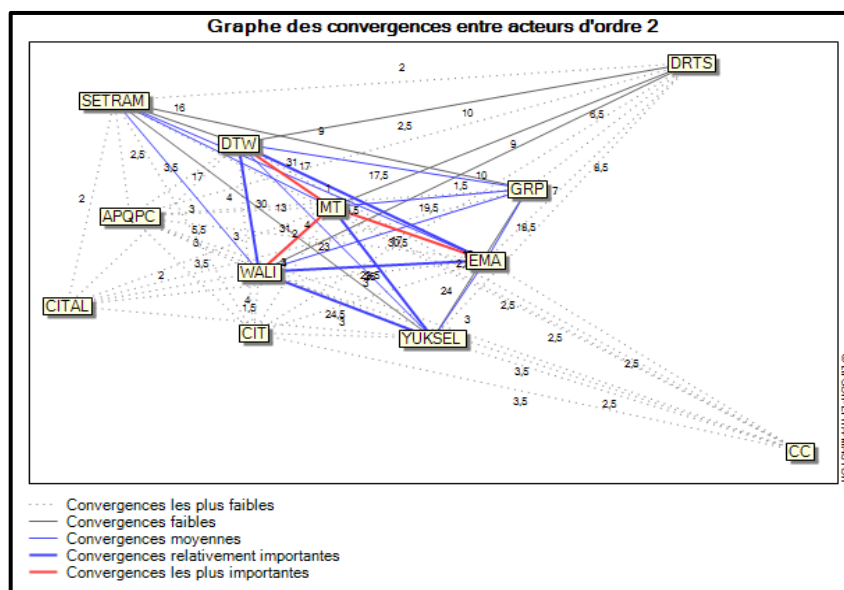 Graphe des convergences entre acteurs d'ordre 2
DRTS
2
SETRAM
16
10
6,5
9
2,5
DTW
9
2,5
8,5
3,5
31
17
17,5
10
17
2
1,5
GRP
7
4
30
MT
19,5
APQPC
3
13
18,5
5,5
31
4
3
3
2
23
30,5
EMA
3,5
WALI
2
CITAL
24
2,5
4
1,5
24,5
3
3
CIT
YUKSEL
2,5
2,5
3,5
3,5
2,5
CC
Convergences les plus faibles
Convergences faibles
Convergences moyennes
Convergences relativement importantes
Convergences les plus importantes